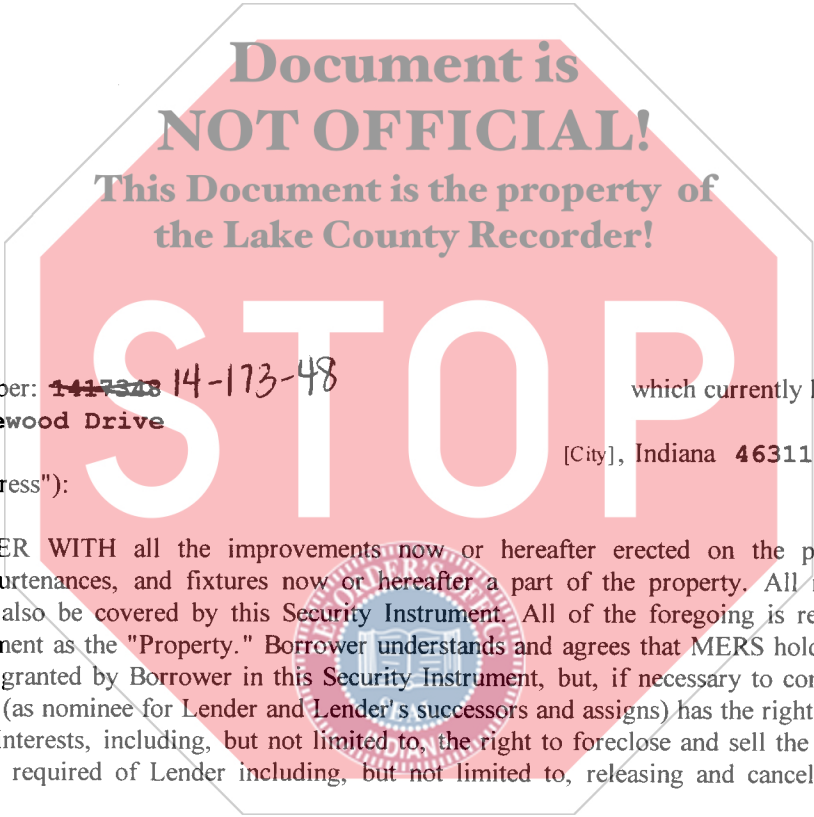 Document is
NOT OFFICIAL!
This Document is the property of
the Lake County Recorder!
STOP
ber: 1417348 14-173-48 which currently
ewood Drive
[City], Indiana 46311
ress"):
ER WITH all the improvements now or hereafter erected on the p
urtenances, and fixtures now or hereafter a part of the property. All
also be covered by this Security Instrument. All of the foregoing is re
ment as the "Property." Borrower understands and agrees that MERS hold
granted by Borrower in this Security Instrument, but, if necessary to co
(as nominee for Lender and Lender's successors and assigns) has the right
nterests, including, but not limited to, the right to foreclose and sell the
required of Lender including, but not limited to, releasing and cancel